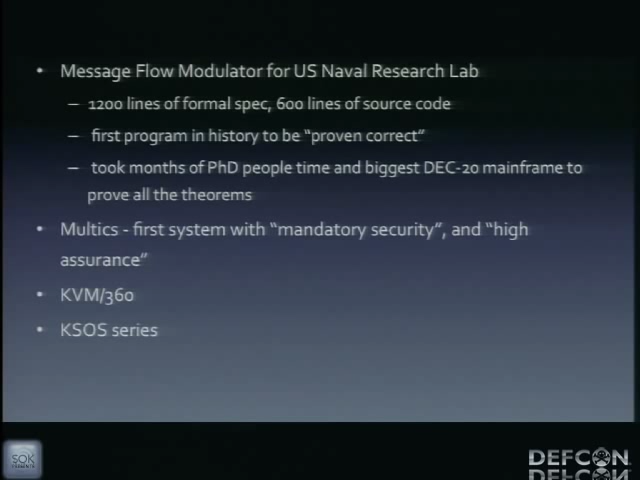 • Message Flow Modulator for US Naval Research Lab
– 1200 lines of formal spec, 600 lines of source code
– first program in history to be “proven correct”
– took months of PhD people time and biggest DEC-20 mainframe to
prove all the theorems
• Multics - first system with “mandatory security”, and “high
assurance”
• KVM/360
• KSOS series
SOK
DEFCON